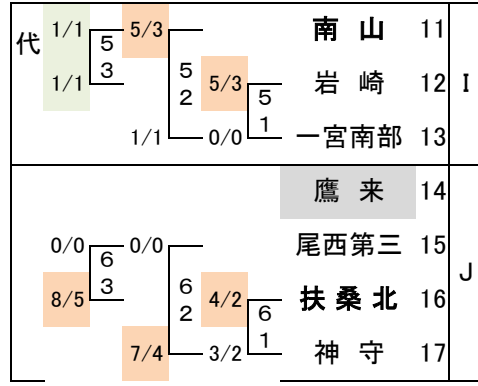 代 1/1 5 5/3 南山 11
3 5 5/3
1/1 2 5 岩崎 12 I
1/1 0/0 1 一宮南部 13
鷹来 14
0/0 6 0/0 尾西第三 15
J
8/5 3 6 4/2 6 扶桑北 16
2 1
7/4 3/2 神守 17